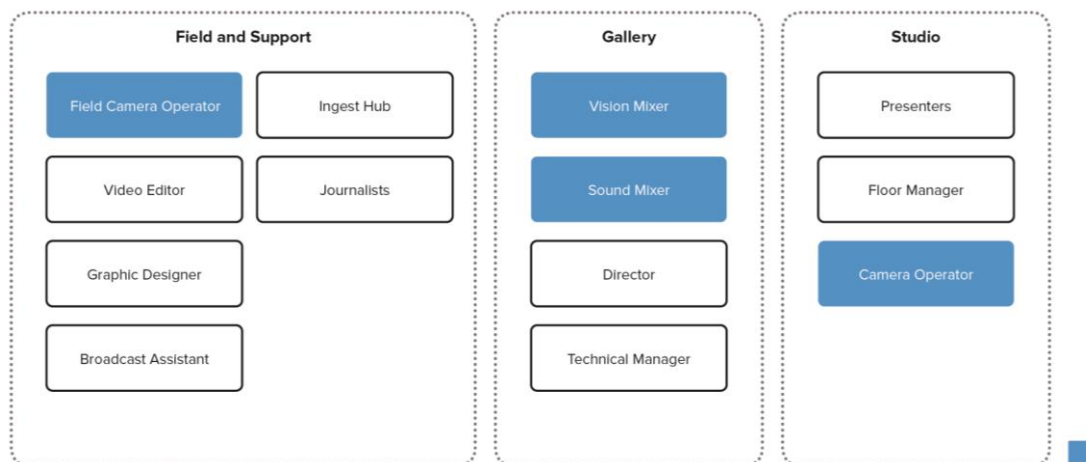 Field and Support
Field Camera Operator
Ingest Hub
Video Editor
Journalists
Graphic Designer
Broadcast Assistant
Gallery
Vision Mixer
Sound Mixer
Director
Technical Manager
Studio
Presenters
Floor Manager
Camera Operator